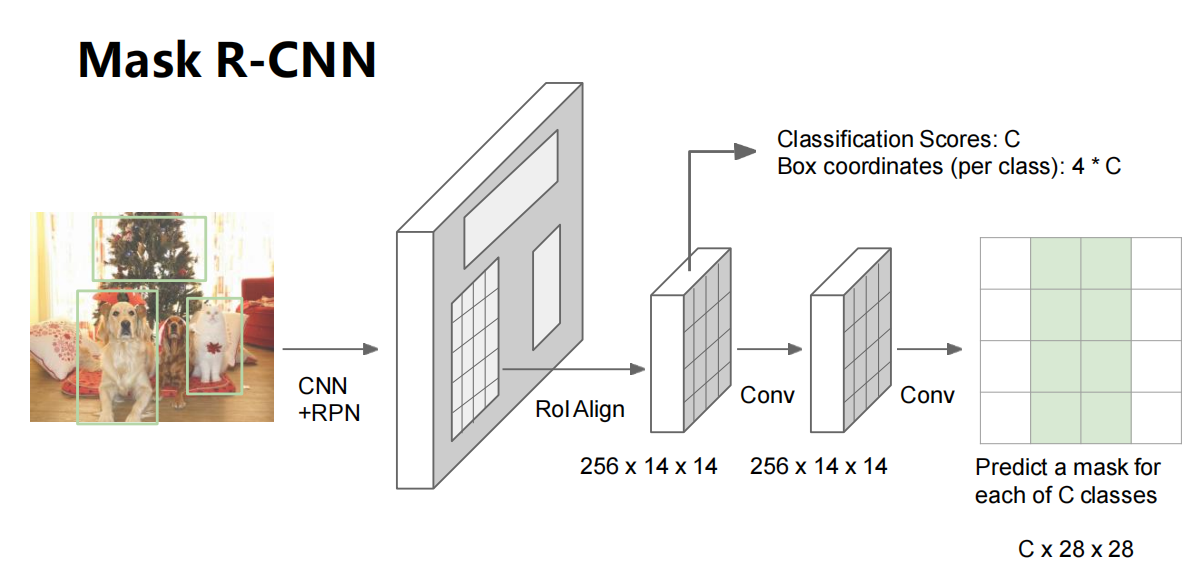 Mask R-CNN
Classification Scores: C
Box coordinates (per class): 4 * C
CNN
+RPN
RoI Align
Conv
Conv
256 x 14 x 14
256 x 14 x 14
Predict a mask for
each of C classes
C x 28 x 28